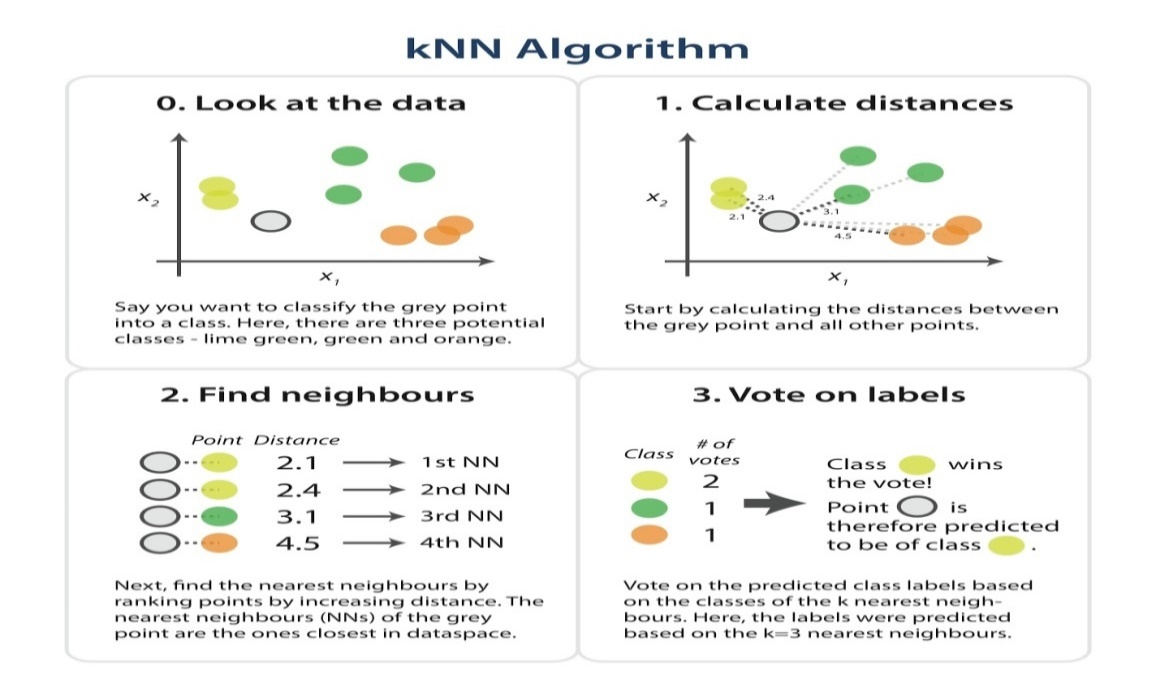 kNN Algorithm
0. Look at the data
x₂
x₁
Say you want to classify the grey point
into a class. Here, there are three potential
classes - lime green, green and orange.
1. Calculate distances
x₂
2.4
2.1
3.1
4.5
x₁
Start by calculating the distances between
the grey point and all other points.
2. Find neighbours
Point Distance
2.1 1st NN
2.4 2nd NN
3.1 3rd NN
4.5 4th NN
Next, find the nearest neighbours by
ranking points by increasing distance. The
nearest neighbours (NNs) of the grey
point are the ones closest in dataspace.
3. Vote on labels
Class # of
votes
2
1
1
Class wins
the vote!
Point is
therefore predicted
to be of class .
Vote on the predicted class labels based
on the classes of the k nearest neigh-
bours. Here, the labels were predicted
based on the k=3 nearest neighbours.